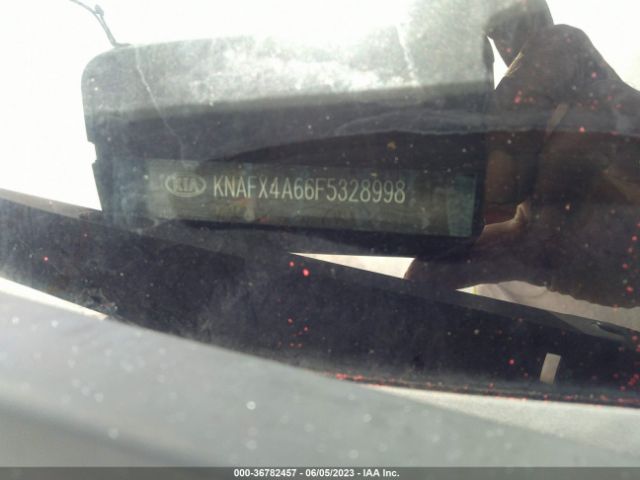 KIA KNAFX4A66F5328998
000-36782457 - 06/05/2023 - IAA Inc.